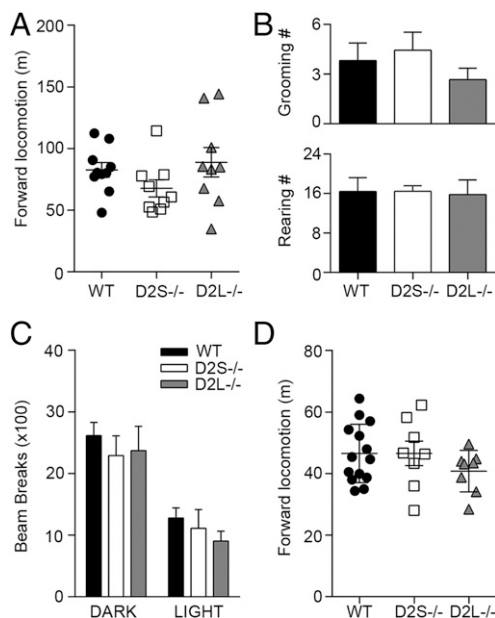 A
Forward locomotion (m)
200
150
100
50
0
WT D2S-/- D2L-/-
B
Grooming #
6
3
0
Rearing #
24
16
8
0
WT D2S-/- D2L-/-
C
WT
D2S-/-
D2L-/-
Beam Breaks (x100)
40
30
20
10
0
DARK LIGHT
D
Forward locomotion (m)
80
60
40
20
0
WT D2S-/- D2L-/-